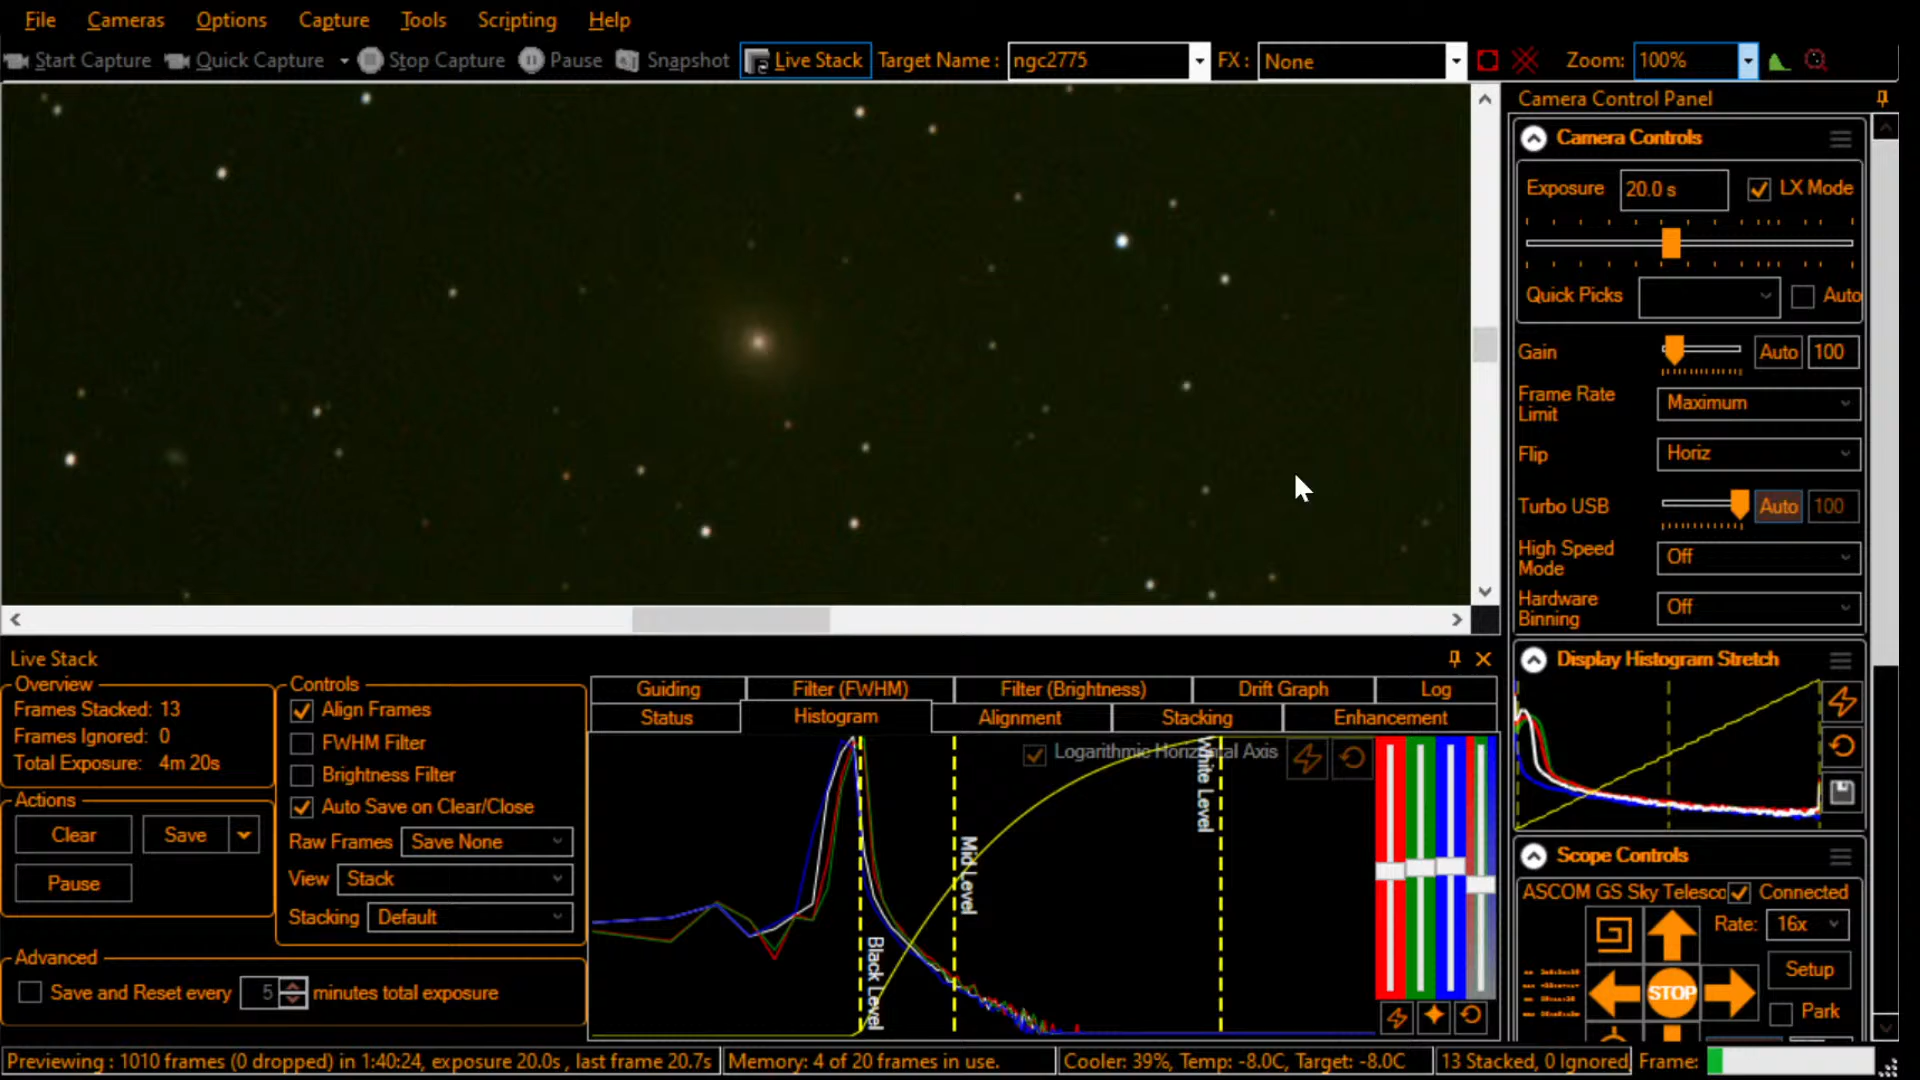 File Cameras Options Capture Tools Scripting Help
Start Capture Quick Capture Stop Capture Pause Snapshot Live Stack Target Name : ngc2775 FX : None Zoom: 100%
Camera Control Panel
Camera Controls
Exposure 20.0 s LX Mode
Quick Picks Auto
Gain Auto 100
Frame Rate Limit Maximum
Flip Horiz
Turbo USB Auto 100
High Speed Mode Off
Hardware Binning Off
Display Histogram Stretch
Scope Controls
ASCOM GS Sky Telesco Connected
Rate: 16x
Setup
STOP
Park
Live Stack
Overview
Frames Stacked: 13
Frames Ignored: 0
Total Exposure: 4m 20s
Actions
Clear Save
Pause
Controls
Align Frames
FWHM Filter
Brightness Filter
Auto Save on Clear/Close
Raw Frames Save None
View Stack
Stacking Default
Advanced
Save and Reset every 5 minutes total exposure
Guiding Filter (FWHM) Filter (Brightness) Drift Graph Log
Status Histogram Alignment Stacking Enhancement
Logarithmic Horizontal Axis
Black Level
Mid Level
White Level
Previewing : 1010 frames (0 dropped) in 1:40:24, exposure 20.0s , last frame 20.7s Memory: 4 of 20 frames in use. Cooler: 39%, Temp: -8.0C, Target: -8.0C 13 Stacked, 0 Ignored, Frame: